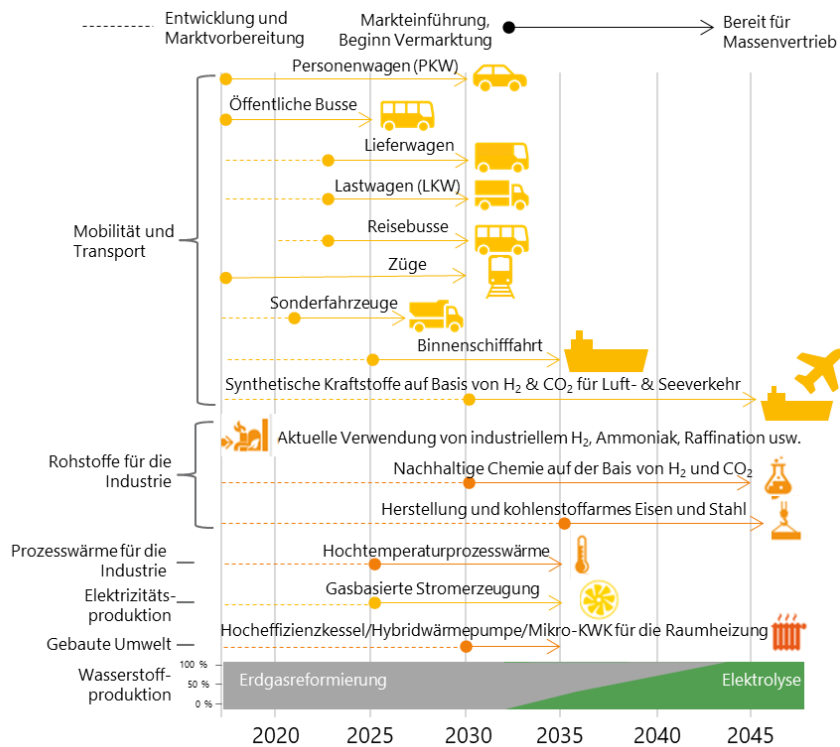 Entwicklung und
Marktvorbereitung
Markteinführung,
Beginn Vermarktung
Bereit für
Massenvertrieb
Personenwagen (PKW)
Öffentliche Busse
Lieferwagen
Lastwagen (LKW)
Mobilität und
Transport
Reisebusse
Züge
Sonderfahrzeuge
Binnenschifffahrt
Synthetische Kraftstoffe auf Basis von H₂ & CO₂ für Luft- & Seeverkehr
Rohstoffe für die
Industrie
Aktuelle Verwendung von industriellem H₂, Ammoniak, Raffination usw.
Nachhaltige Chemie auf der Bais von H₂ und CO₂
Herstellung und kohlenstoffarmes Eisen und Stahl
Prozesswärme für die
Industrie
Hochtemperaturprozesswärme
Elektrizitäts-
produktion
Gasbasierte Stromerzeugung
Gebaute Umwelt
Hocheffizienzkessel/Hybridwärmepumpe/Mikro-KWK für die Raumheizung
Wasserstoff-
produktion
100 %
50 %
0 %
Erdgasreformierung
Elektrolyse
2020 2025 2030 2035 2040 2045